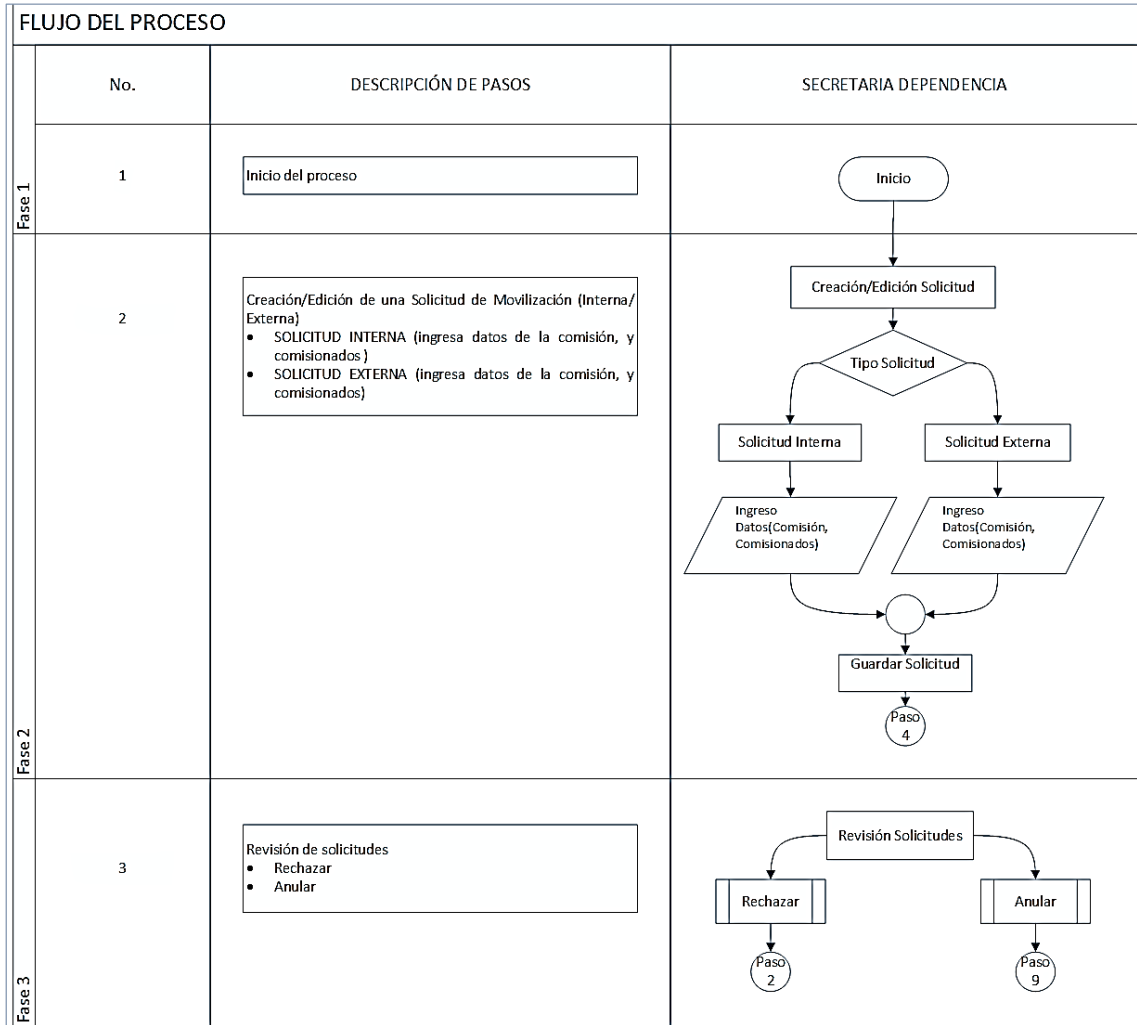 FLUJO DEL PROCESO
No.
DESCRIPCIÓN DE PASOS
SECRETARIA DEPENDENCIA
Fase 1
1
Inicio del proceso
Inicio
Fase 2
2
Creación/Edición de una Solicitud de Movilización (Interna/
Externa)
• SOLICITUD INTERNA (ingresa datos de la comisión, y
comisionados )
• SOLICITUD EXTERNA (ingresa datos de la comisión, y
comisionados)
Creación/Edición Solicitud
Tipo Solicitud
Solicitud Interna
Solicitud Externa
Ingreso
Datos(Comisión,
Comisionados)
Ingreso
Datos(Comisión,
Comisionados)
Guardar Solicitud
Paso
4
Fase 3
3
Revisión de solicitudes
• Rechazar
• Anular
Revisión Solicitudes
Rechazar
Anular
Paso
2
Paso
9